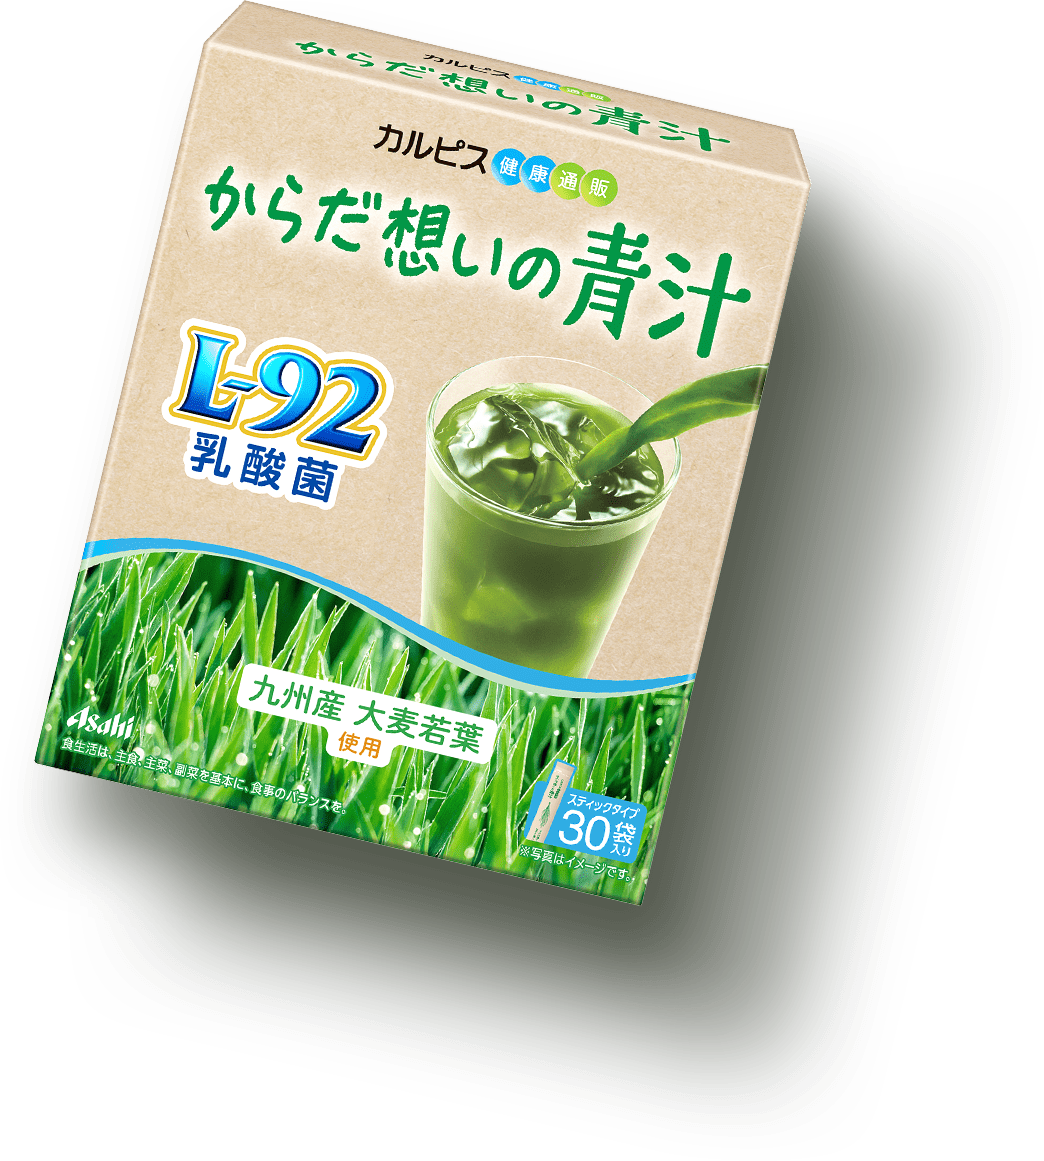 カルピス健康通販
からだ想いの青汁
カルピス健康通販
からだ想いの青汁
L-92
乳酸菌
九州産 大麦若葉
使用
Asahi
食生活は、主食、主菜、副菜を基本に、食事のバランスを。
スティックタイプ
30袋入り
※写真はイメージです。